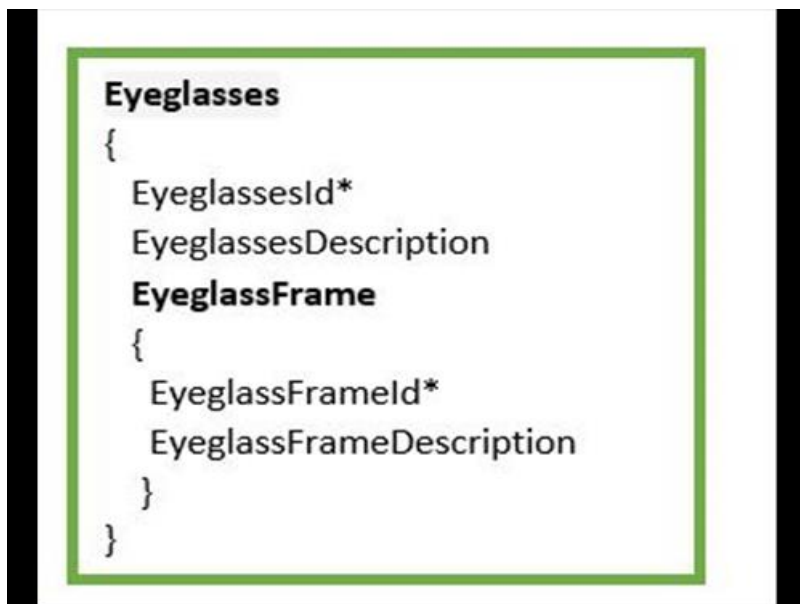 Eyeglasses
{
EyeglassesId*
EyeglassesDescription
EyeglassFrame
{
EyeglassFrameId*
EyeglassFrameDescription
}
}